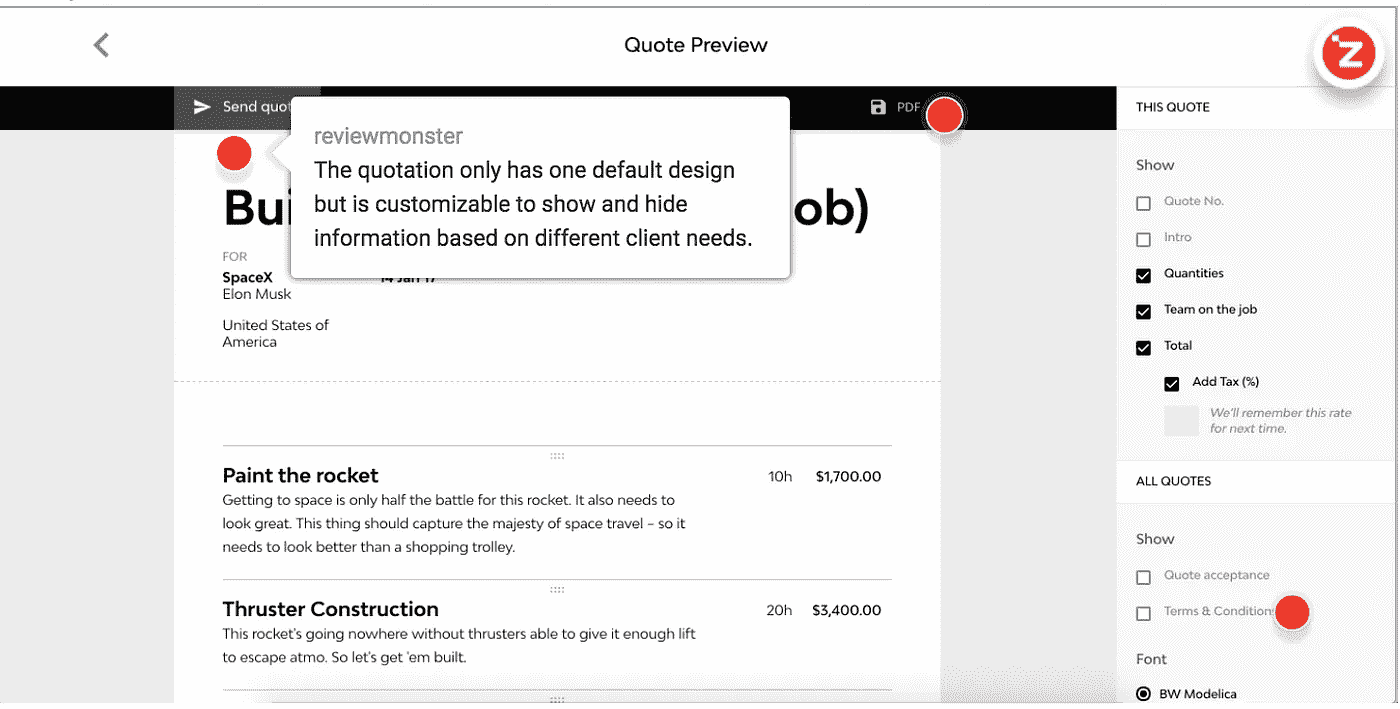 Quote Preview
Z
Send quot
PDF
THIS QUOTE
reviewmonster
The quotation only has one default design
but is customizable to show and hide
information based on different client needs.
ob)
FOR
SpaceX
14 Jan 17
Elon Musk
United States of
America
Show
Quote No.
Intro
Quantities
Team on the job
Total
Add Tax (%)
We'll remember this rate
for next time.
Paint the rocket
10h
$1,700.00
Getting to space is only half the battle for this rocket. It also needs to
look great. This thing should capture the majesty of space travel – so it
needs to look better than a shopping trolley.
Thruster Construction
20h
$3,400.00
This rocket's going nowhere without thrusters able to give it enough lift
to escape atmo. So let's get 'em built.
ALL QUOTES
Show
Quote acceptance
Terms & Condition
Font
BW Modelica